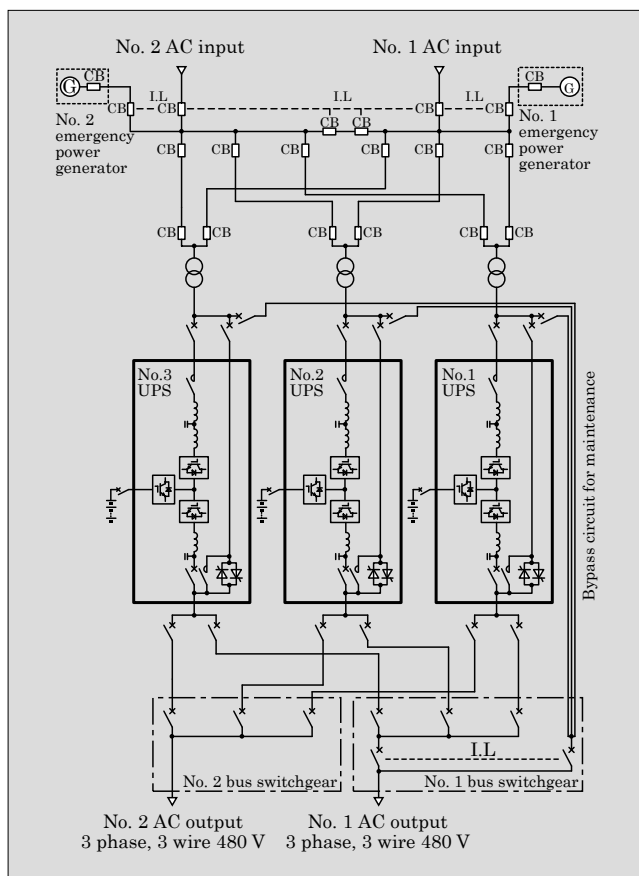 No. 2 AC input
No. 1 AC input
G
CB
CB
G
I.L
I.L
I.L
CB
CB
CB
CB
CB
CB
No. 2
emergency
power
generator
No. 1
emergency
power
generator
CB
CB
CB
CB
CB
CB
CB
CB
CB
CB
CB
CB
No.3
UPS
No.2
UPS
No.1
UPS
Bypass circuit for maintenance
I.L
No. 2 bus switchgear
No. 1 bus switchgear
No. 2 AC output
3 phase, 3 wire 480 V
No. 1 AC output
3 phase, 3 wire 480 V